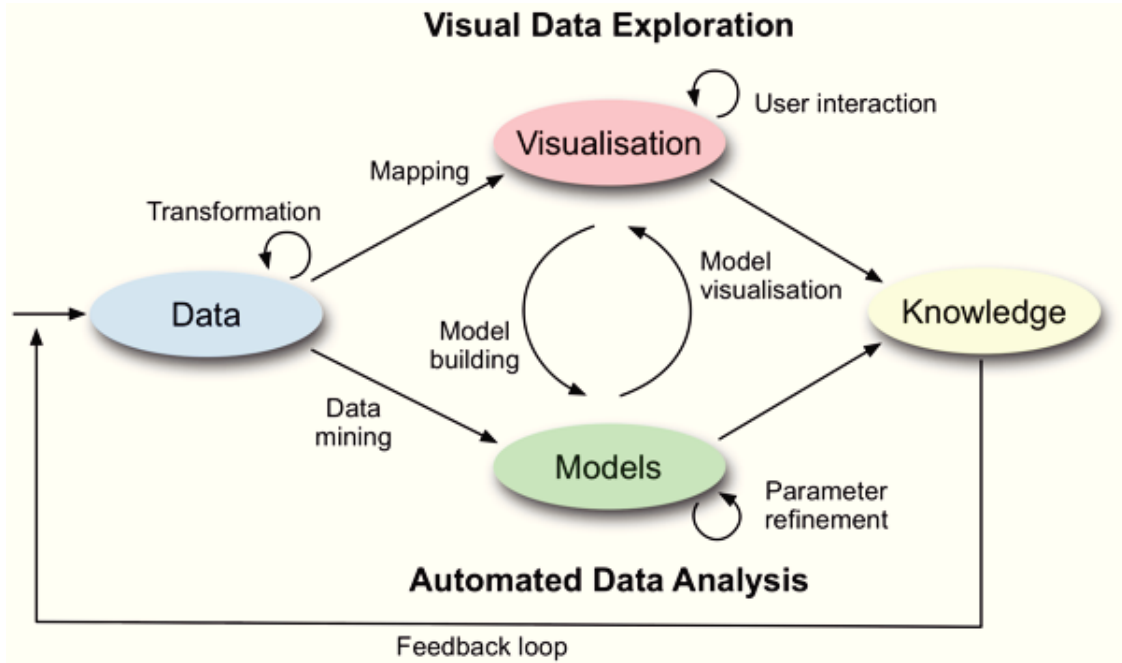 Visual Data Exploration
User interaction
Visualisation
Mapping
Transformation
Model
visualisation
Data
Knowledge
Model
building
Data
mining
Models
Parameter
refinement
Automated Data Analysis
Feedback loop